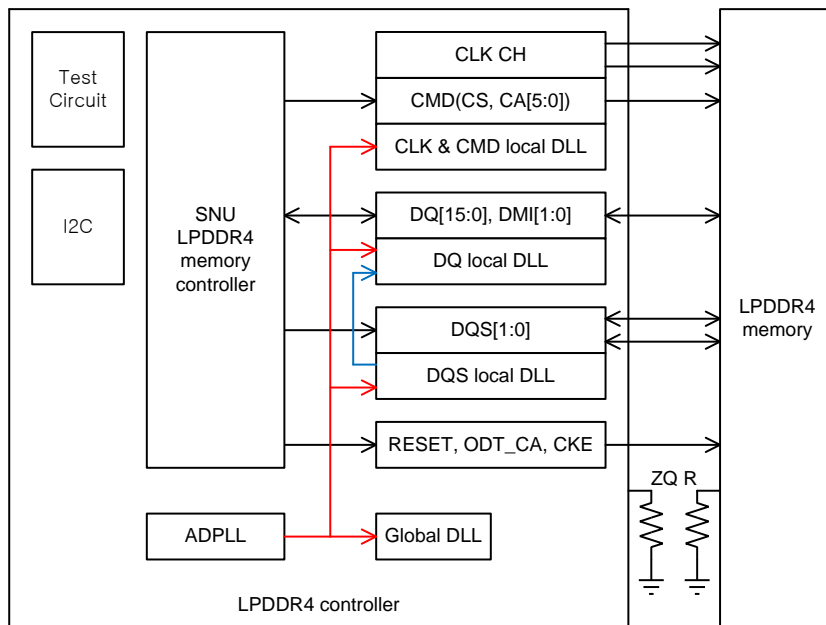 Test
Circuit
I2C
SNU
LPDDR4
memory
controller
CLK CH
CMD(CS, CA[5:0])
CLK & CMD local DLL
DQ[15:0], DMI[1:0]
DQ local DLL
DQS[1:0]
DQS local DLL
RESET, ODT_CA, CKE
ADPLL
Global DLL
LPDDR4 controller
LPDDR4
memory
ZQ R